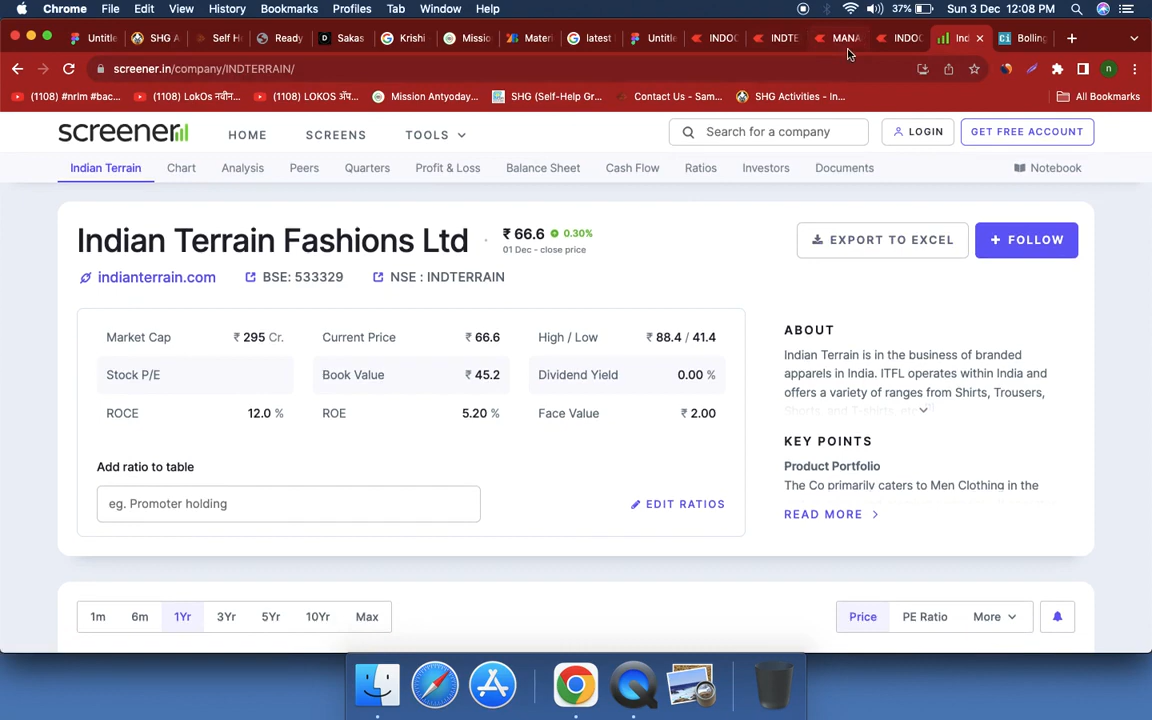 Chrome File Edit View History Bookmarks Profiles Tab Window Help 37% Sun 3 Dec 12:08 PM
Untitle SHG A Self H Ready Sakas Krishi Missio Materi latest Untitle INDOC INDTE MANA INDOC Ind Bolling
screener.in/company/INDTERRAIN/ n
(1108) #nrlm #bac... (1108) LokOs नवीन... (1108) LOKOS ॲप... Mission Antyoday... SHG (Self-Help Gr... Contact Us - Sam... SHG Activities - In... All Bookmarks
screener HOME SCREENS TOOLS Search for a company LOGIN GET FREE ACCOUNT
Indian Terrain Chart Analysis Peers Quarters Profit & Loss Balance Sheet Cash Flow Ratios Investors Documents Notebook
Indian Terrain Fashions Ltd ₹ 66.6 0.30%
01 Dec - close price
EXPORT TO EXCEL + FOLLOW
indianterrain.com BSE: 533329 NSE : INDTERRAIN
Market Cap ₹ 295 Cr. Current Price ₹ 66.6 High / Low ₹ 88.4 / 41.4
Stock P/E Book Value ₹ 45.2 Dividend Yield 0.00 %
ROCE 12.0 % ROE 5.20 % Face Value ₹ 2.00
Add ratio to table
eg. Promoter holding EDIT RATIOS
ABOUT
Indian Terrain is in the business of branded
apparels in India. ITFL operates within India and
offers a variety of ranges from Shirts, Trousers,
Shorts, and T-shirts, etc.
KEY POINTS
Product Portfolio
The Co primarily caters to Men Clothing in the
READ MORE
1m 6m 1Yr 3Yr 5Yr 10Yr Max Price PE Ratio More